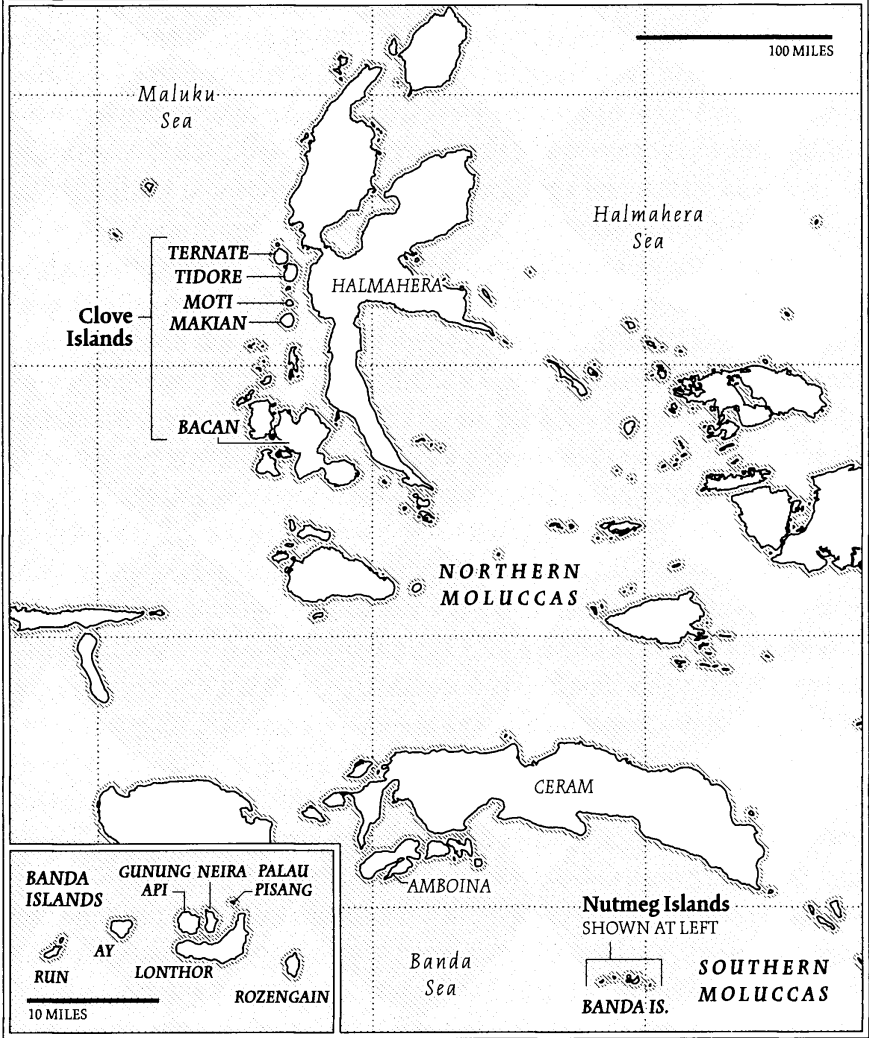 100 MILES
Maluku
Sea
Halmahera
Sea
TERNATE
TIDORE
HALMAHERA
MOTI
Clove
Islands
MAKIAN
BACAN
NORTHERN
MOLUCCAS
CERAM
AMBOINA
Nutmeg Islands
SHOWN AT LEFT
BANDA IS.
SOUTHERN
MOLUCCAS
Banda
Sea
BANDA
ISLANDS
GUNUNG
API
NEIRA
PALAU
PISANG
AY
RUN
LONTHOR
ROZENGAIN
10 MILES